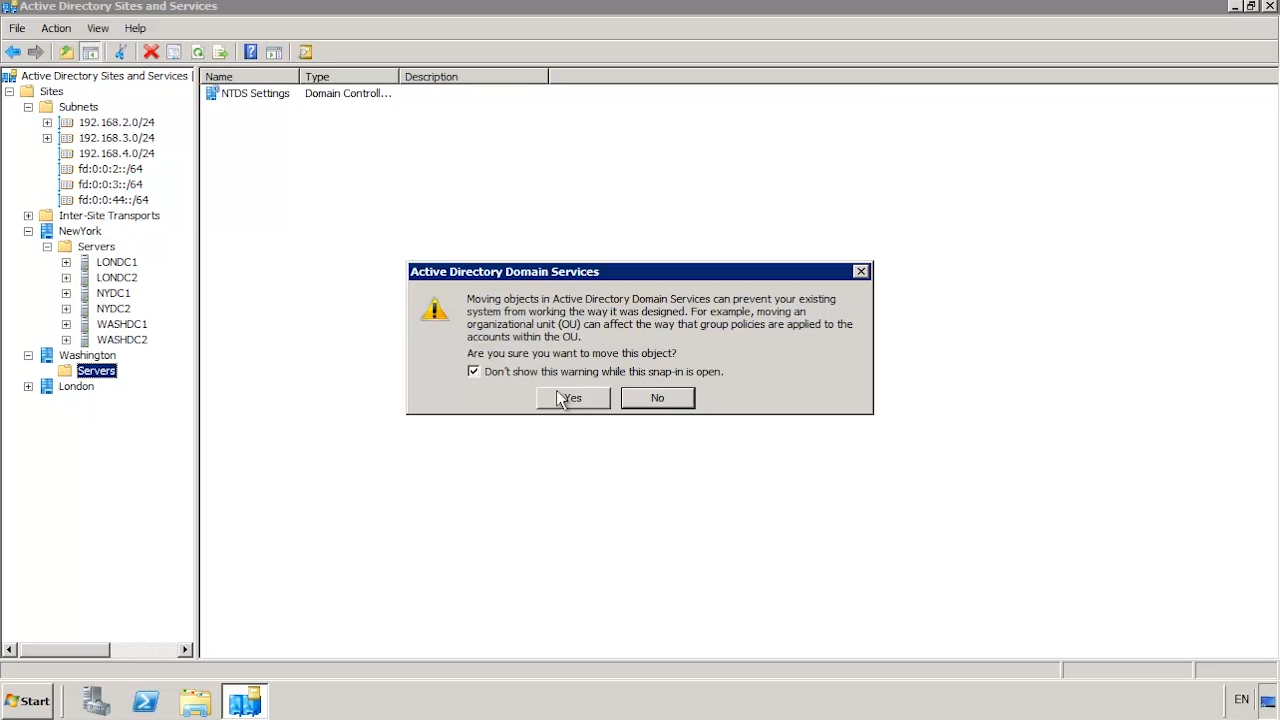 Active Directory Sites and Services
File Action View Help
Active Directory Sites and Services
Name Type Description
Sites
NTDS Settings Domain Controll...
Subnets
192.168.2.0/24
192.168.3.0/24
192.168.4.0/24
fd:0:0:2::/64
fd:0:0:3::/64
fd:0:0:44::/64
Inter-Site Transports
NewYork
Servers
LONDC1
LONDC2
NYDC1
NYDC2
WASHDC1
WASHDC2
Washington
Servers
London
Active Directory Domain Services
Moving objects in Active Directory Domain Services can prevent your existing
system from working the way it was designed. For example, moving an
organizational unit (OU) can affect the way that group policies are applied to the
accounts within the OU.
Are you sure you want to move this object?
Don't show this warning while this snap-in is open.
Yes No
Start
EN